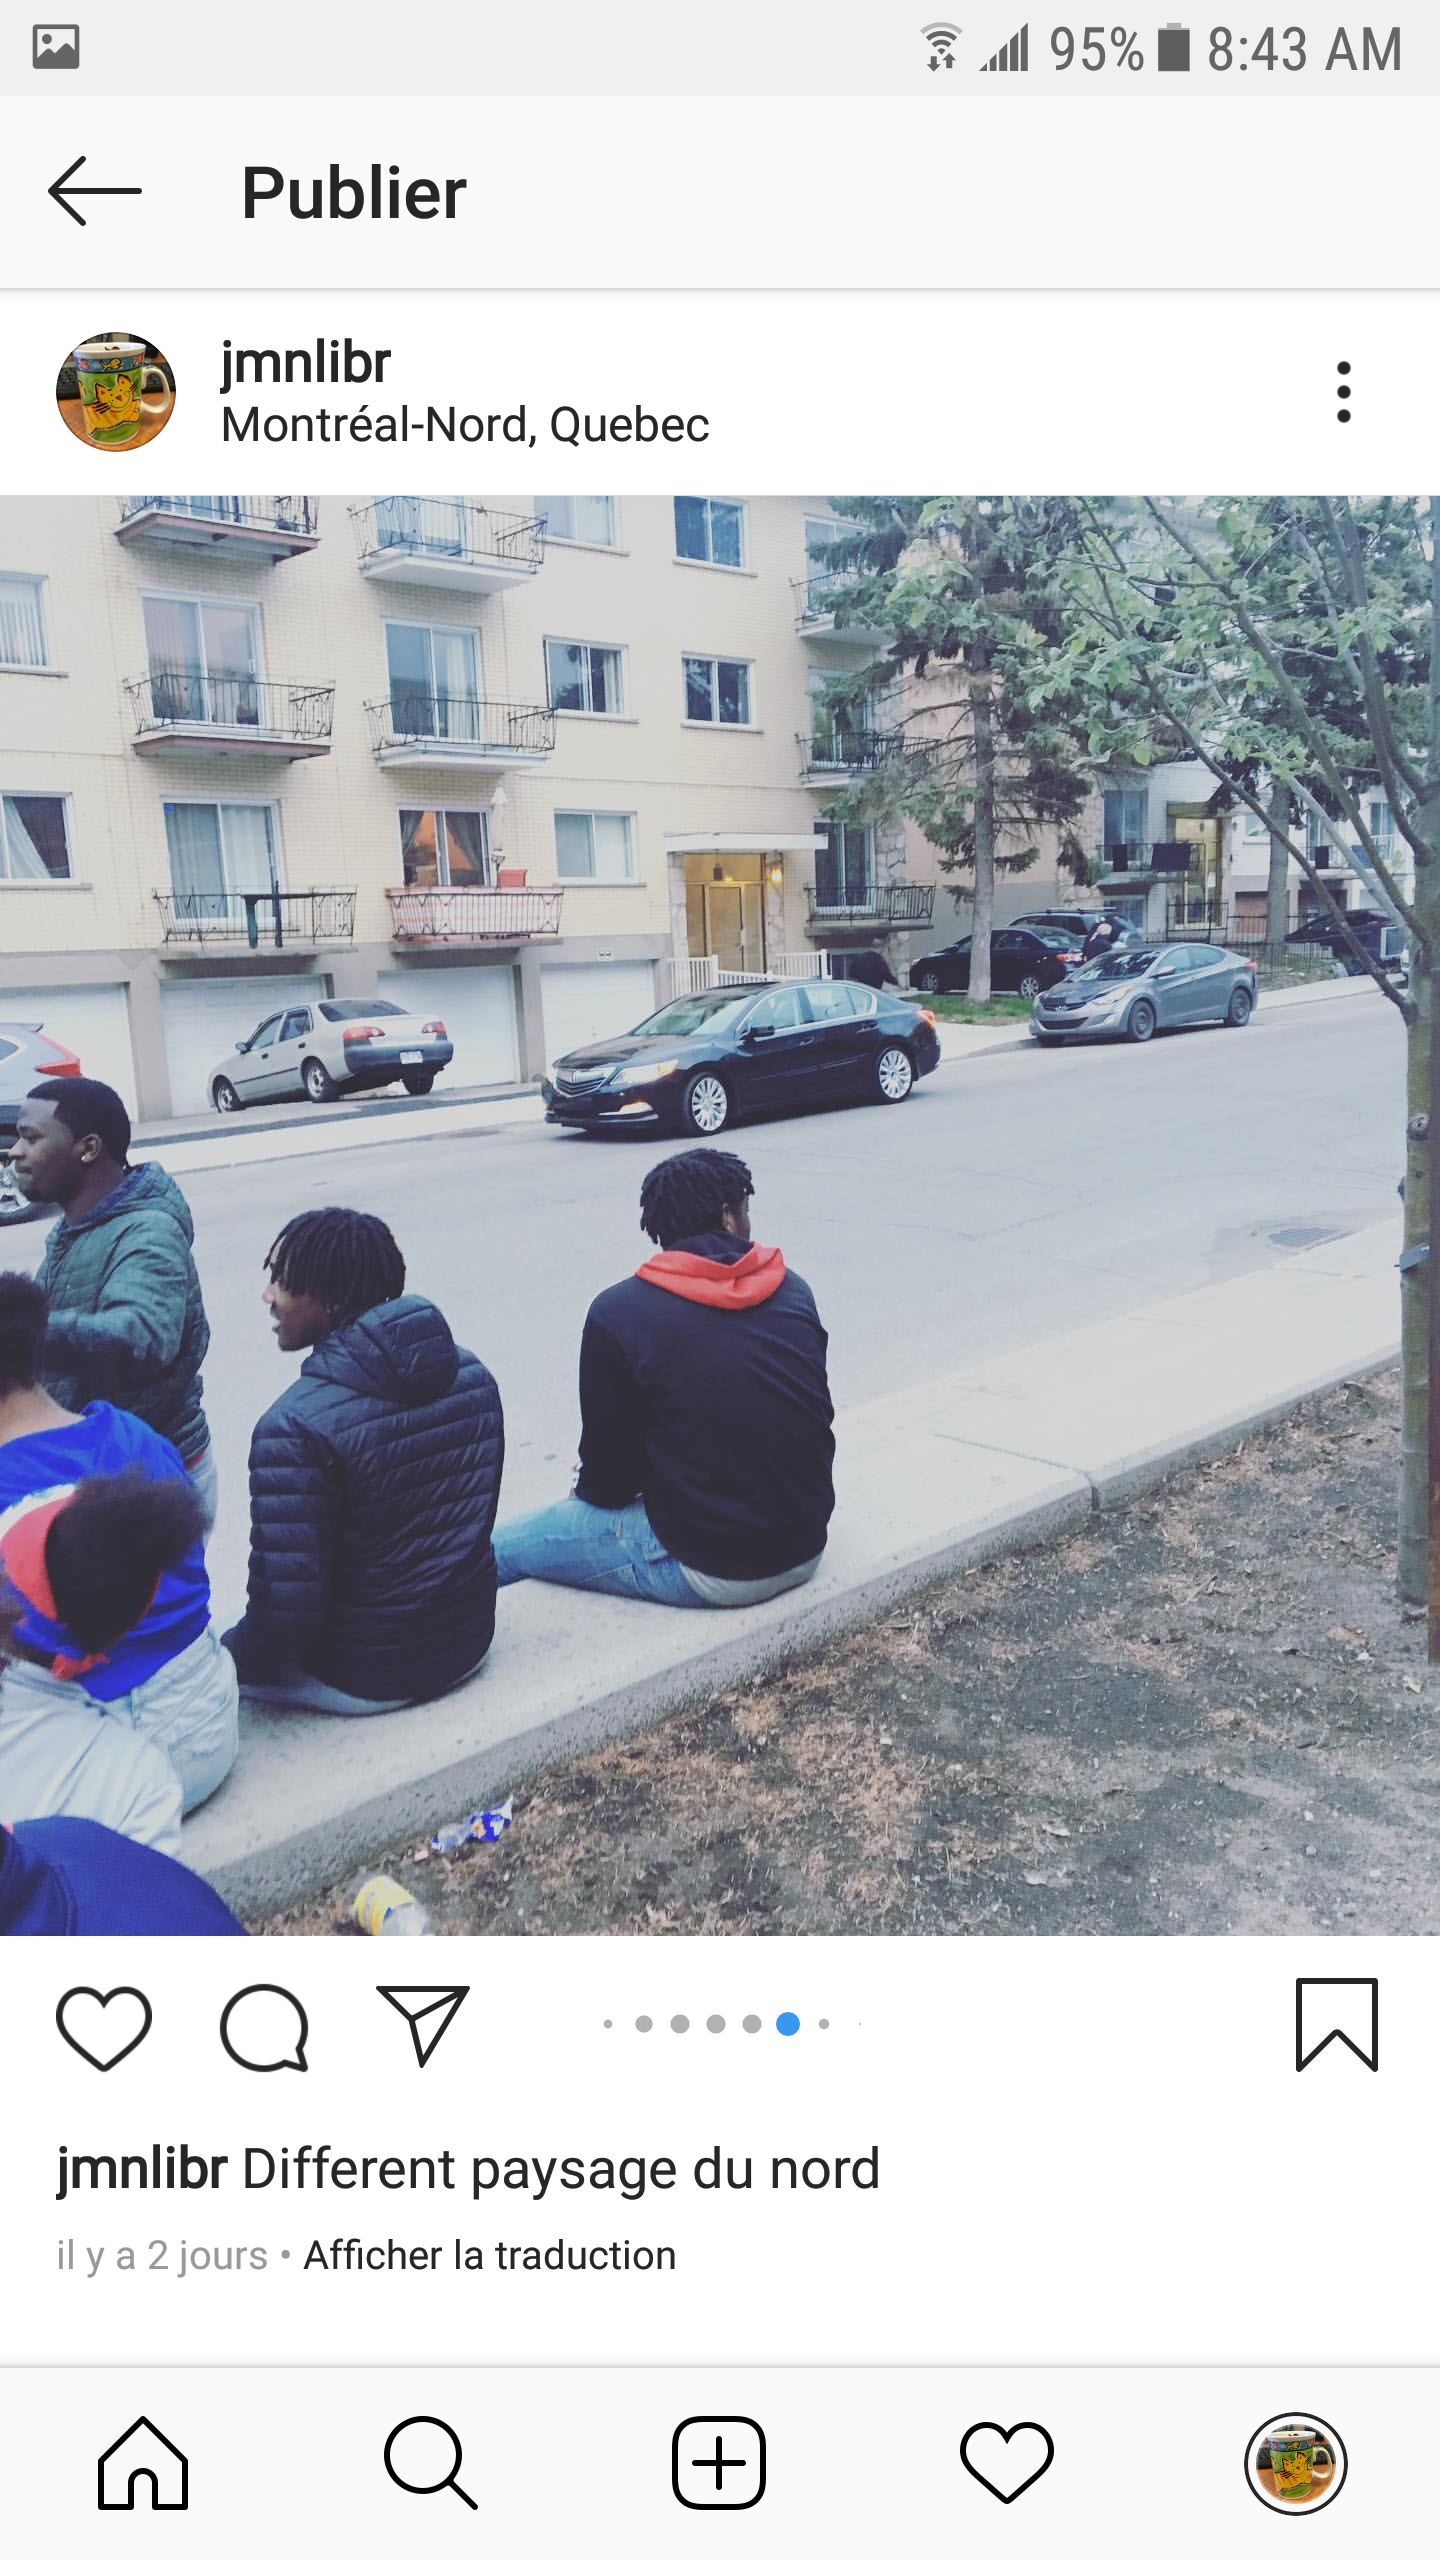 95% 8:43 AM
Publier
jmnlibr
Montréal-Nord, Quebec
jmnlibr Different paysage du nord
il y a 2 jours • Afficher la traduction